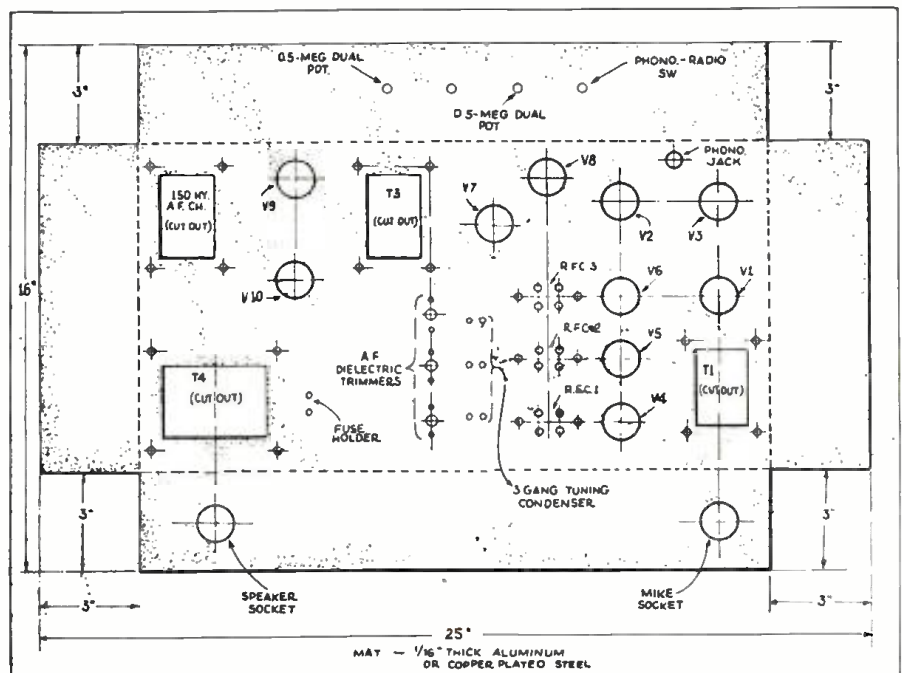 0.5-MEG DUAL
POT.
PHONO.-RADIO
SW
0.5-MEG DUAL
POT
3"
3"
PHONO.
JACK
V8
150 HY.
A.F. CH.
(CUT OUT)
V9
T3
(CUT OUT)
V7
V2
V3
16"
V10
R.F.C. 3
V6
V1
A.F.
DIELECTRIC
TRIMMERS
R.F.C. 2
V5
T4
(CUT OUT)
T1
(CUT OUT)
R.F.C. 1
V4
FUSE
HOLDER
3 GANG TUNING
CONDENSER
3"
3"
SPEAKER
SOCKET
MIKE
SOCKET
3"
3"
25"
MAT — 1/16" THICK ALUMINUM
OR COPPER PLATED STEEL